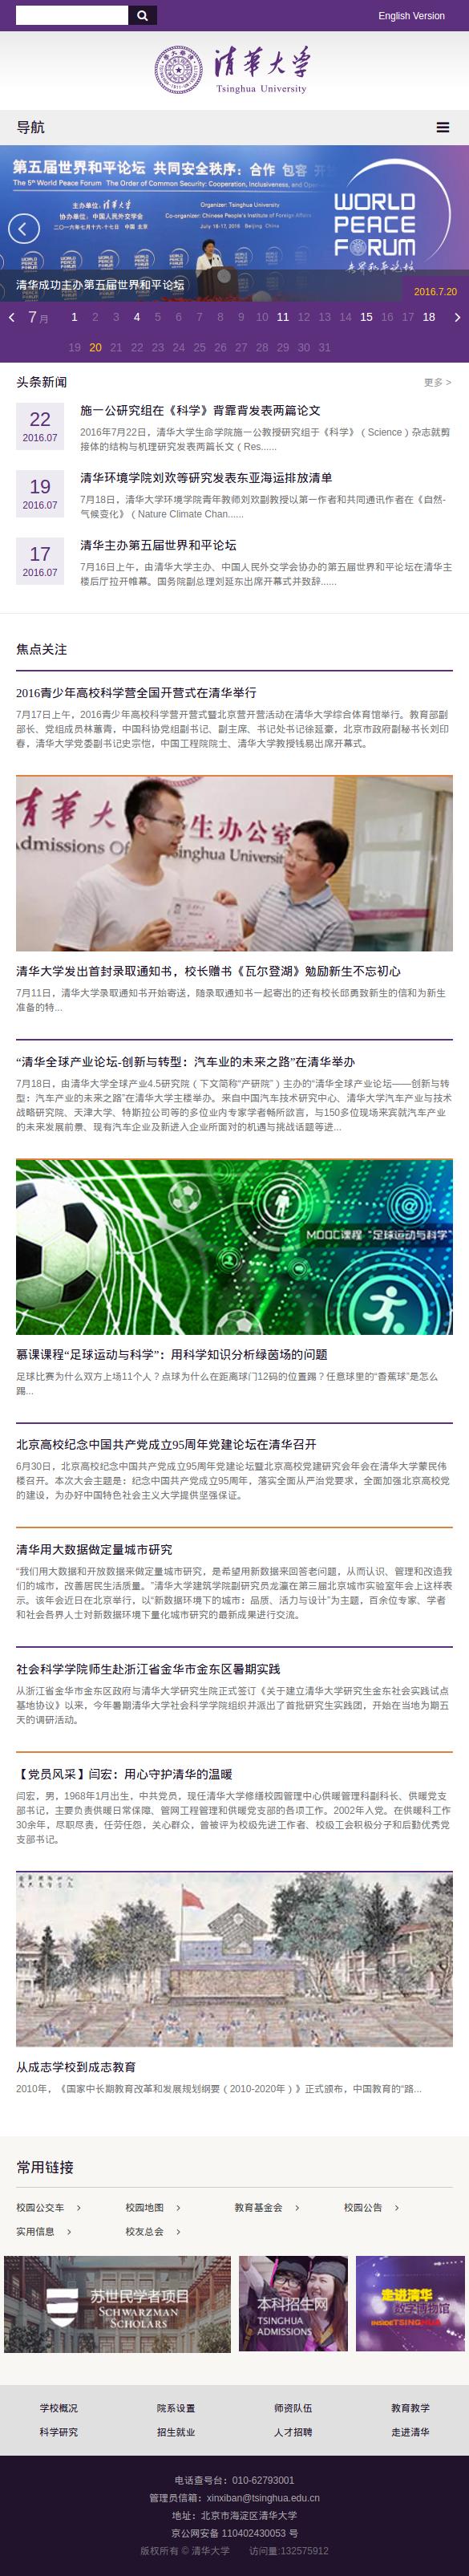 English Version
清华大学
Tsinghua University
导航
第五届世界和平论坛 共同安全秩序：合作 包容 开
The 5th World Peace Forum The Order of Common Security: Cooperation, Inclusiveness, and
主办单位：清华大学
Organizer: Tsinghua University
协办单位：中国人民外交学会
Co-organizer: Chinese People's Institute of Foreign
二〇一六年七月十六-十七日 中国 北京
July 16-17, 2016 Beijing China
WORLD
PEACE
FORUM
清华成功主办第五届世界和平论坛
2016.7.20
7月 1 2 3 4 5 6 7 8 9 10 11 12 13 14 15 16 17 18
19 20 21 22 23 24 25 26 27 28 29 30 31
头条新闻 更多 >
22
2016.07
施一公研究组在《科学》背靠背发表两篇论文
2016年7月22日，清华大学生命学院施一公教授研究组于《科学》（Science）杂志就剪
接体的结构与机理研究发表两篇长文（Res......
19
2016.07
清华环境学院刘欢等研究发表东亚海运排放清单
7月18日，清华大学环境学院青年教师刘欢副教授以第一作者和共同通讯作者在《自然-
气候变化》（Nature Climate Chan......
17
2016.07
清华主办第五届世界和平论坛
7月16日上午，由清华大学主办、中国人民外交学会协办的第五届世界和平论坛在清华主
楼后厅拉开帷幕。国务院副总理刘延东出席开幕式并致辞......
焦点关注
2016青少年高校科学营全国开营式在清华举行
7月17日上午，2016青少年高校科学营开营式暨北京营开营活动在清华大学综合体育馆举行。教育部副
部长、党组成员林蕙青，中国科协党组副书记、副主席、书记处书记徐延豪，北京市政府副秘书长刘印
春，清华大学党委副书记史宗恺，中国工程院院士、清华大学教授钱易出席开幕式。
青華大
生办公室
Admissions Of
singhua Universit
清华大学发出首封录取通知书，校长赠书《瓦尔登湖》勉励新生不忘初心
7月11日，清华大学录取通知书开始寄送，随录取通知书一起寄出的还有校长邱勇致新生的信和为新生
准备的特...
“清华全球产业论坛-创新与转型：汽车业的未来之路”在清华举办
7月18日，由清华大学全球产业4.5研究院（下文简称“产研院”）主办的“清华全球产业论坛——创新与转
型：汽车产业的未来之路”在清华大学主楼举办。来自中国汽车技术研究中心、清华大学汽车产业与技术
战略研究院、天津大学、特斯拉公司等的多位业内专家学者畅所欲言，与150多位现场来宾就汽车产业
的未来发展前景、现有汽车企业及新进入企业所面对的机遇与挑战话题等进...
MOOC课程 “足球运动与科学”
慕课课程“足球运动与科学”：用科学知识分析绿茵场的问题
足球比赛为什么双方上场11个人？点球为什么在距离球门12码的位置踢？任意球里的“香蕉球”是怎么
踢...
北京高校纪念中国共产党成立95周年党建论坛在清华召开
6月30日，北京高校纪念中国共产党成立95周年党建论坛暨北京高校党建研究会年会在清华大学蒙民伟
楼召开。本次大会主题是：纪念中国共产党成立95周年，落实全面从严治党要求，全面加强北京高校党
的建设，为办好中国特色社会主义大学提供坚强保证。
清华用大数据做定量城市研究
“我们用大数据和开放数据来做定量城市研究，是希望用新数据来回答老问题，从而认识、管理和改造我
们的城市，改善居民生活质量。”清华大学建筑学院副研究员龙瀛在第三届北京城市实验室年会上这样表
示。该年会近日在北京举行，以“新数据环境下的城市：品质、活力与设计”为主题，百余位专家、学者
和社会各界人士对新数据环境下量化城市研究的最新成果进行交流。
社会科学学院师生赴浙江省金华市金东区暑期实践
从浙江省金华市金东区政府与清华大学研究生院正式签订《关于建立清华大学研究生金东社会实践试点
基地协议》以来，今年暑期清华大学社会科学学院组织并派出了首批研究生实践团，开始在当地为期五
天的调研活动。
【党员风采】闫宏：用心守护清华的温暖
闫宏，男，1968年1月出生，中共党员，现任清华大学修缮校园管理中心供暖管理科副科长、供暖党支
部书记，主要负责供暖日常保障、管网工程管理和供暖党支部的各项工作。2002年入党。在供暖科工作
30余年，尽职尽责，任劳任怨，关心群众，曾被评为校级先进工作者、校级工会积极分子和后勤优秀党
支部书记。
从成志学校到成志教育
2010年，《国家中长期教育改革和发展规划纲要（2010-2020年）》正式颁布，中国教育的“路...
常用链接
校园公交车 校园地图 教育基金会 校园公告
实用信息 校友总会
苏世民学者项目
SCHWARZMAN
SCHOLARS
本科招生网
TSINGHUA
ADMISSIONS
走进清华
数字博物馆
insideTSINGHUA
学校概况 院系设置 师资队伍 教育教学
科学研究 招生就业 人才招聘 走进清华
电话查号台：010-62793001
管理员信箱：xinxiban@tsinghua.edu.cn
地址：北京市海淀区清华大学
京公网安备 110402430053 号
版权所有 © 清华大学 访问量:132575912